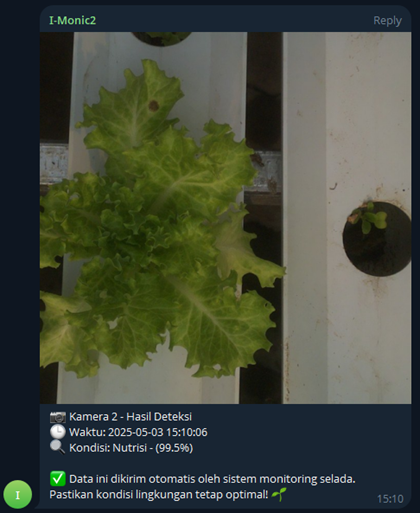 I-Monic2
Reply
📷 Kamera 2 - Hasil Deteksi
🕒 Waktu: 2025-05-03 15:10:06
🔍 Kondisi: Nutrisi - (99.5%)
✅ Data ini dikirim otomatis oleh sistem monitoring selada.
Pastikan kondisi lingkungan tetap optimal! 🌱
I
15:10